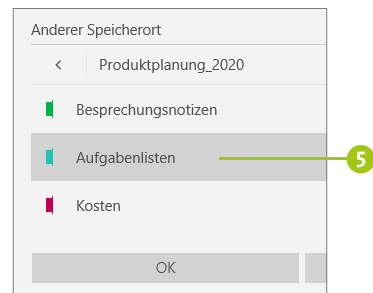 Anderer Speicherort
< Produktplanung_2020
Besprechungsnotizen
Aufgabenlisten 5
Kosten
OK